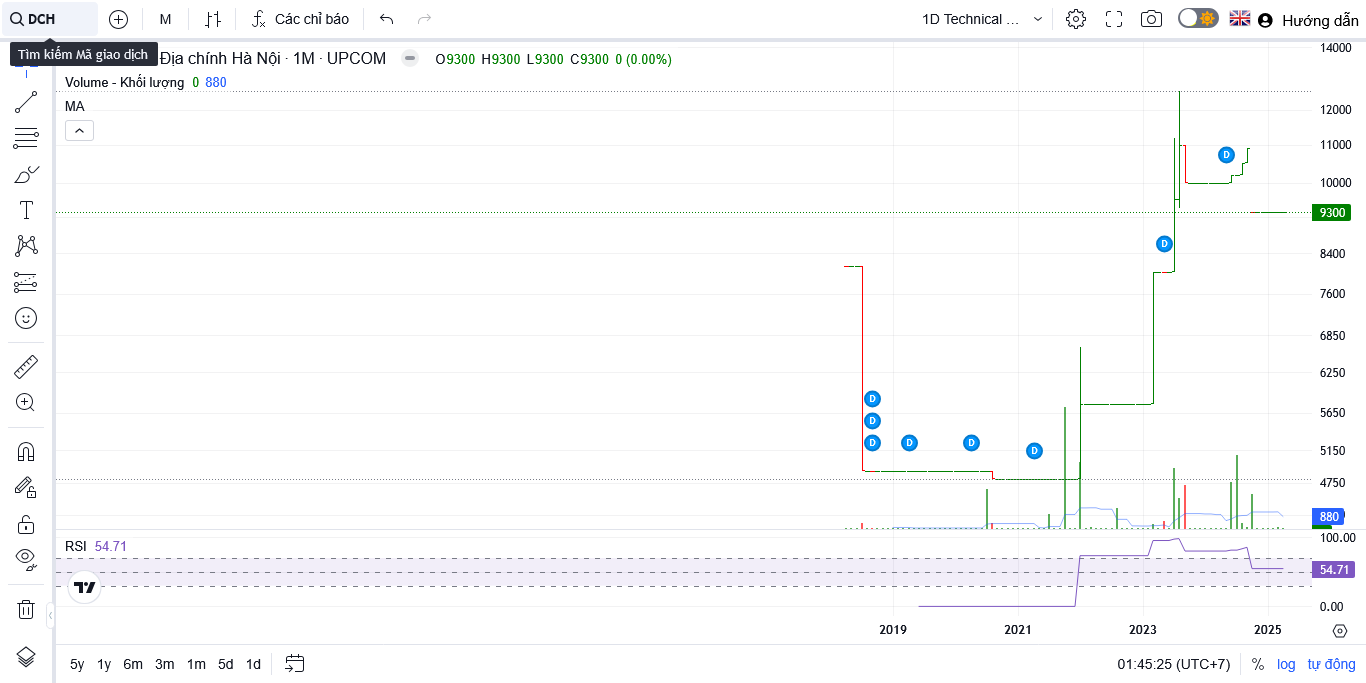 DCH
M
Các chỉ báo
1D Technical ...
Hướng dẫn
Tìm kiếm Mã giao dịch
Địa chính Hà Nội · 1M · UPCOM
O9300 H9300 L9300 C9300 0 (0.00%)
Volume - Khối lượng 0 880
MA
14000
12000
11000
10000
9300
8400
7600
6850
6250
5650
5150
4750
880
D
D
D
D
D
D
D
D
RSI 54.71
100.00
54.71
0.00
2019
2021
2023
2025
5y 1y 6m 3m 1m 5d 1d
01:45:25 (UTC+7)
% log tự động